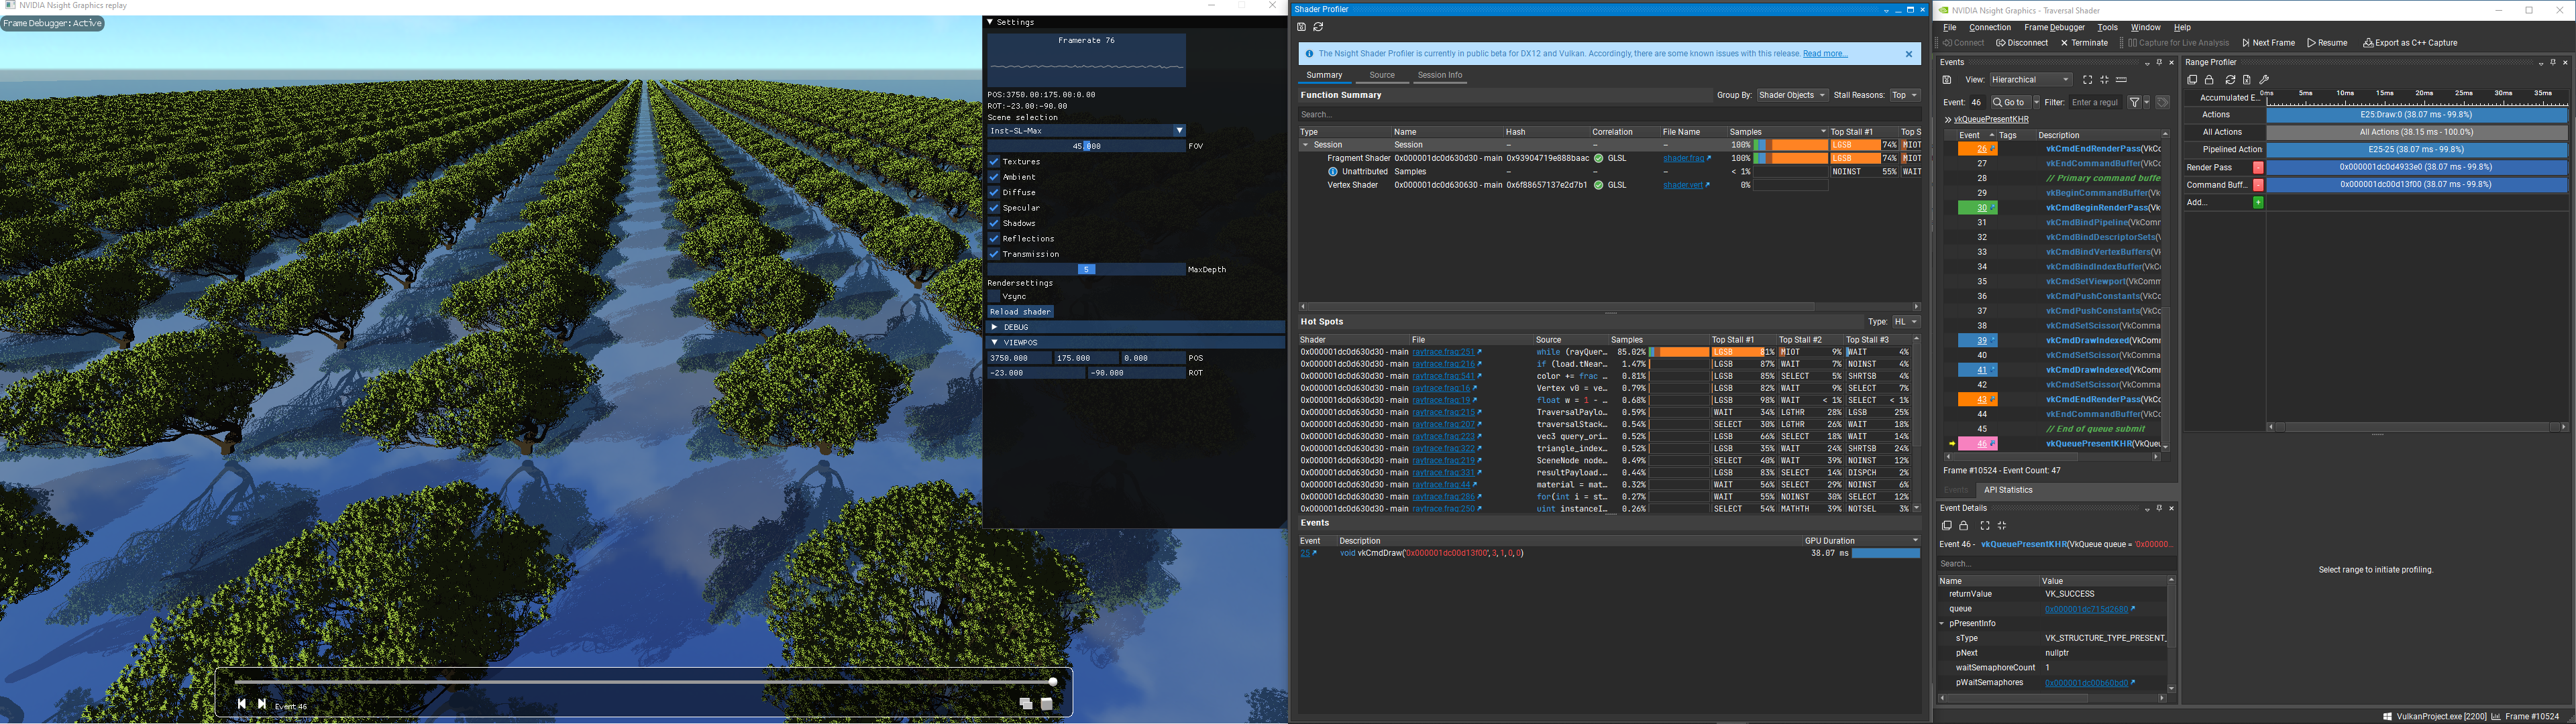 NVIDIA Nsight Graphics replay
Frame Debugger: Active
Settings
Framerate 76
POS:3750.00:175.00:0.00
ROT:-23.00:-98.00
Scene selection
Inst-SL-Max
45.000 FOV
Textures
Ambient
Diffuse
Specular
Shadows
Reflections
Transmission
5 MaxDepth
Rendersettings
Vsync
Reload shader
DEBUG
VIEWPOS
3750.000 175.000 0.000 POS
-23.000 -98.000 ROT
Event 46
Shader Profiler
The Nsight Shader Profiler is currently in public beta for DX12 and Vulkan. Accordingly, there are some known issues with this release. Read more...
Summary Source Session Info
Function Summary Group By: Shader Objects Stall Reasons: Top
Search...
Type Name Hash Correlation File Name Samples Top Stall #1 Top S
Session Session – – – 100% LGSB 74% MIOT
Fragment Shader 0x000001dc0d630d30 - main 0x93904719e888baac GLSL shader.frag 100% LGSB 74% MIOT
Unattributed Samples – – – < 1% NOINST 55% WAIT
Vertex Shader 0x000001dc0d630630 - main 0x6f88657137e2d7b1 GLSL shader.vert 0%
Hot Spots Type: HL
Shader File Source Samples Top Stall #1 Top Stall #2 Top Stall #3
0x000001dc0d630d30 - main raytrace.frag:251 while (rayQuer... 85.02% LGSB 81% MIOT 9% WAIT 4%
0x000001dc0d630d30 - main raytrace.frag:216 if (load.tNear... 1.47% LGSB 87% WAIT 7% NOINST 4%
0x000001dc0d630d30 - main raytrace.frag:541 color += frac ... 0.81% LGSB 85% SELECT 5% SHRTSB 4%
0x000001dc0d630d30 - main raytrace.frag:16 Vertex v0 = ve... 0.79% LGSB 82% WAIT 9% SELECT 7%
0x000001dc0d630d30 - main raytrace.frag:19 float w = 1 - ... 0.68% LGSB 98% WAIT < 1% SELECT < 1%
0x000001dc0d630d30 - main raytrace.frag:215 TraversalPaylo... 0.59% WAIT 34% LGTHR 28% LGSB 25%
0x000001dc0d630d30 - main raytrace.frag:207 traversalStack... 0.54% SELECT 30% LGTHR 26% WAIT 18%
0x000001dc0d630d30 - main raytrace.frag:223 vec3 query_ori... 0.52% LGSB 66% SELECT 18% WAIT 14%
0x000001dc0d630d30 - main raytrace.frag:322 triangle_index... 0.52% LGSB 35% WAIT 24% SHRTSB 24%
0x000001dc0d630d30 - main raytrace.frag:219 SceneNode node... 0.49% SELECT 40% WAIT 39% NOINST 12%
0x000001dc0d630d30 - main raytrace.frag:331 resultPayload.... 0.44% LGSB 83% SELECT 14% DISPCH 2%
0x000001dc0d630d30 - main raytrace.frag:44 material = mat... 0.32% WAIT 56% SELECT 29% NOINST 6%
0x000001dc0d630d30 - main raytrace.frag:286 for(int i = st... 0.27% WAIT 55% NOINST 30% SELECT 12%
0x000001dc0d630d30 - main raytrace.frag:250 uint instanceI... 0.26% SELECT 54% MATHTH 39% NOTSEL 3%
Events
Event Description GPU Duration
25 void vkCmdDraw('0x000001dc00d13f00', 3, 1, 0, 0) 38.07 ms
NVIDIA Nsight Graphics - Traversal Shader
File Connection Frame Debugger Tools Window Help
Connect Disconnect Terminate Capture for Live Analysis Next Frame Resume Export as C++ Capture
Events
View: Hierarchical
Event: 46 Go to Filter: Enter a regul
vkQueuePresentKHR
Event Tags Description
26 vkCmdEndRenderPass(VkC
27 vkEndCommandBuffer(VkCo
28 // Primary command buffe
29 vkBeginCommandBuffer(Vk
30 vkCmdBeginRenderPass(Vk
31 vkCmdBindPipeline(VkComm
32 vkCmdBindDescriptorSets(V
33 vkCmdBindVertexBuffers(V
34 vkCmdBindIndexBuffer(VkC
35 vkCmdSetViewport(VkComm
36 vkCmdPushConstants(VkCo
37 vkCmdPushConstants(VkCo
38 vkCmdSetScissor(VkComma
39 vkCmdDrawIndexed(VkCom
40 vkCmdSetScissor(VkComma
41 vkCmdDrawIndexed(VkCom
42 vkCmdSetScissor(VkComma
43 vkCmdEndRenderPass(VkC
44 vkEndCommandBuffer(VkCo
45 // End of queue submit
46 vkQueuePresentKHR(VkQueu
Frame #10524 - Event Count: 47
Events API Statistics
Event Details
Event 46 - vkQueuePresentKHR(VkQueue queue = '0x00000...
Search...
Name Value
returnValue VK_SUCCESS
queue 0x000001dc715d2680
pPresentInfo
sType VK_STRUCTURE_TYPE_PRESENT_
pNext nullptr
waitSemaphoreCount 1
pWaitSemaphores 0x000001dc00b60bd0
Range Profiler
0ms 5ms 10ms 15ms 20ms 25ms 30ms 35ms
Accumulated E...
Actions E25:Draw:0 (38.07 ms - 99.8%)
All Actions All Actions (38.15 ms - 100.0%)
Pipelined Action E25-25 (38.07 ms - 99.8%)
Render Pass 0x000001dc0d4933e0 (38.07 ms - 99.8%)
Command Buff... 0x000001dc00d13f00 (38.07 ms - 99.8%)
Add...
Select range to initiate profiling.
VulkanProject.exe [2200] Frame #10524